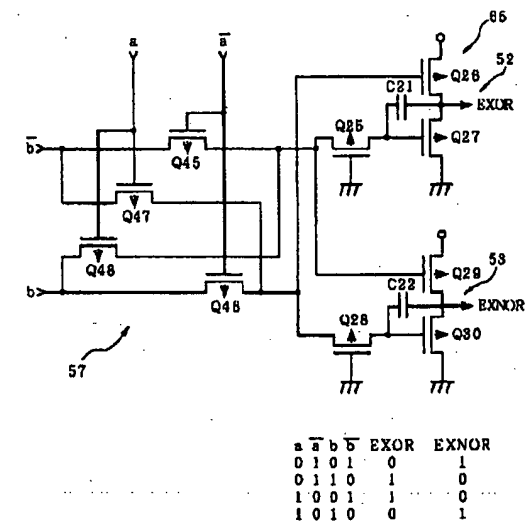 a
a̅
52
Q26
C21
EXOR
Q25
Q27
b̅
Q45
Q47
Q48
b
Q46
53
Q29
C22
EXNOR
Q28
Q30
57
a a̅ b b̅ EXOR EXNOR
0 1 0 1 0 1
0 1 1 0 1 0
1 0 0 1 1 0
1 0 1 0 0 1